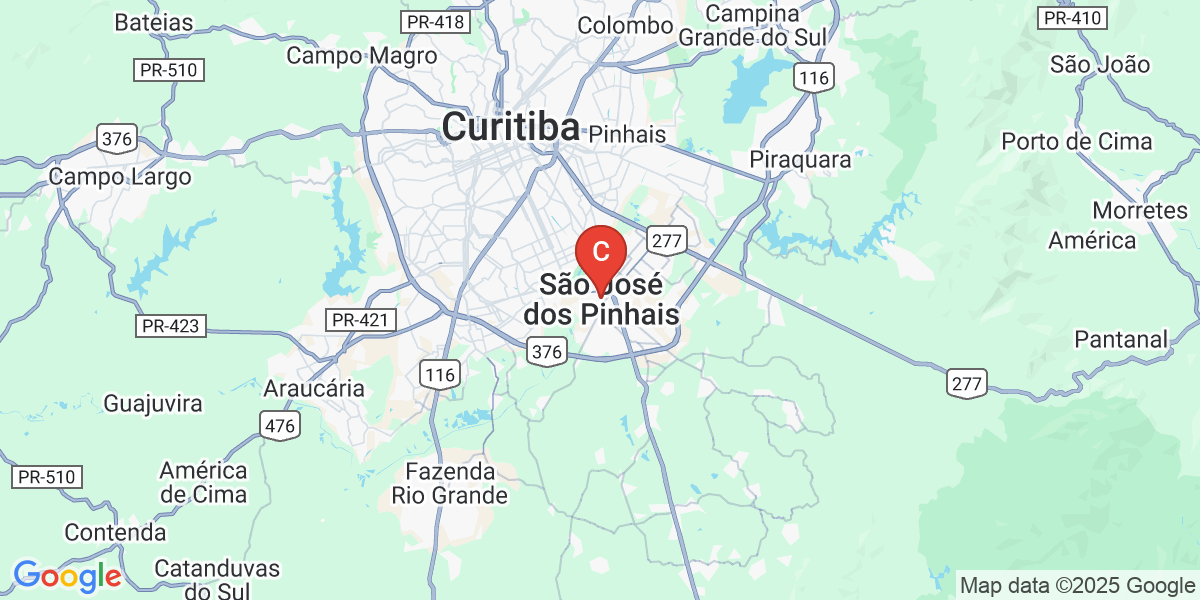 Bateias
PR-418
Colombo
Campina
Grande do Sul
PR-410
Campo Magro
PR-510
116
São João
376
Curitiba
Pinhais
Piraquara
Porto de Cima
Campo Largo
Morretes
América
277
C
São José
dos Pinhais
PR-423
PR-421
376
Pantanal
116
277
Araucária
Guajuvira
476
PR-510
América
de Cima
Fazenda
Rio Grande
Contenda
Catanduvas
do Sul
Google
Map data ©2025 Google